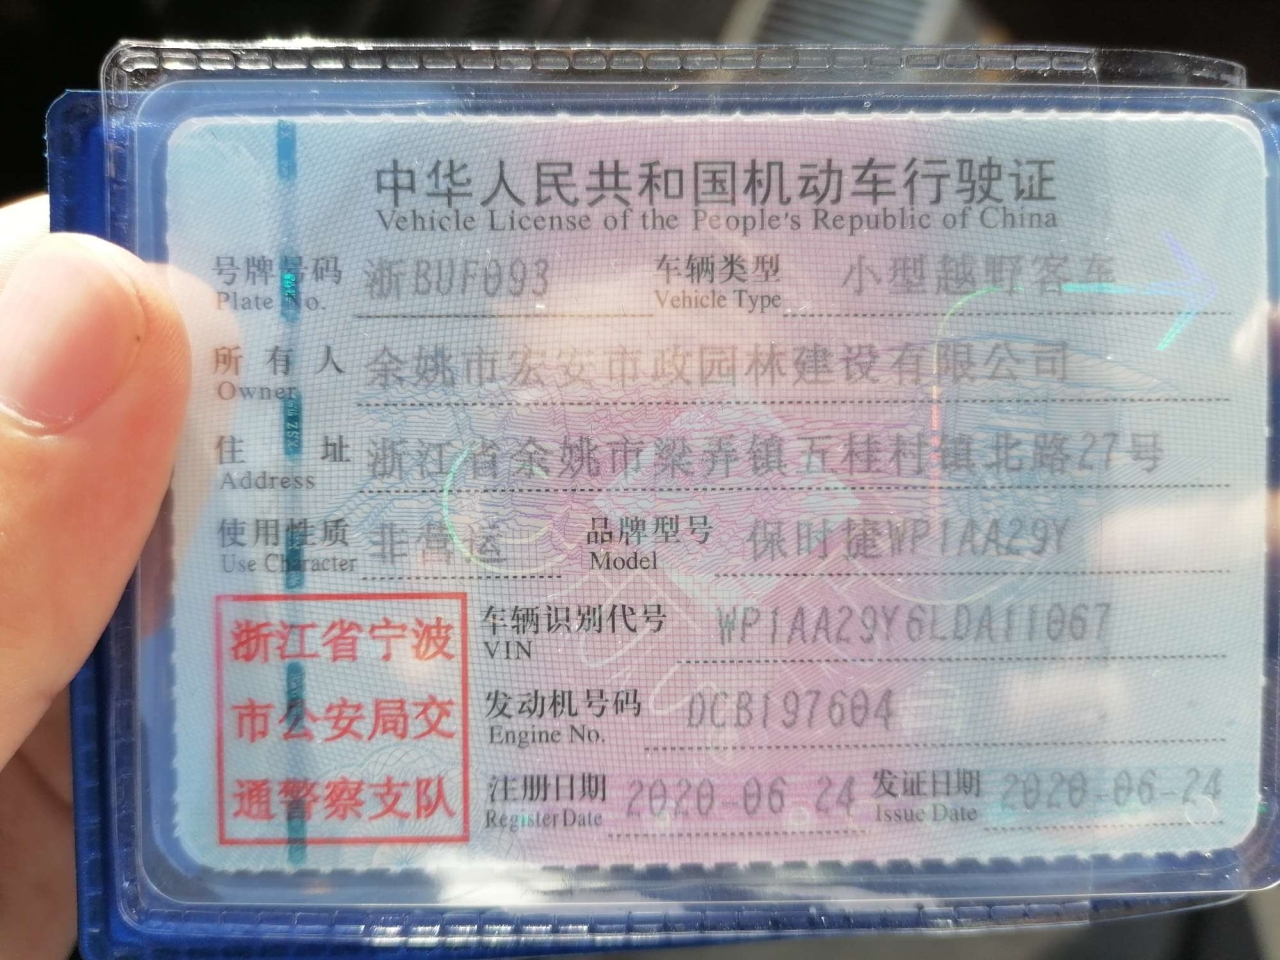 中华人民共和国机动车行驶证
Vehicle License of the People's Republic of China
号牌号码 浙BUF093 车辆类型 小型越野客车
Plate No. Vehicle Type
所有人 余姚市宏安市政园林建设有限公司
Owner
住址 浙江省余姚市梁弄镇五桂村镇北路27号
Address
使用性质 非营运 品牌型号 保时捷WP1AA29Y
Use Character Model
浙江省宁波
市公安局交
通警察支队
车辆识别代号 WP1AA29Y6LDA11067
VIN
发动机号码 DCB197604
Engine No.
注册日期 2020-06-24 发证日期 2020-06-24
Register Date Issue Date